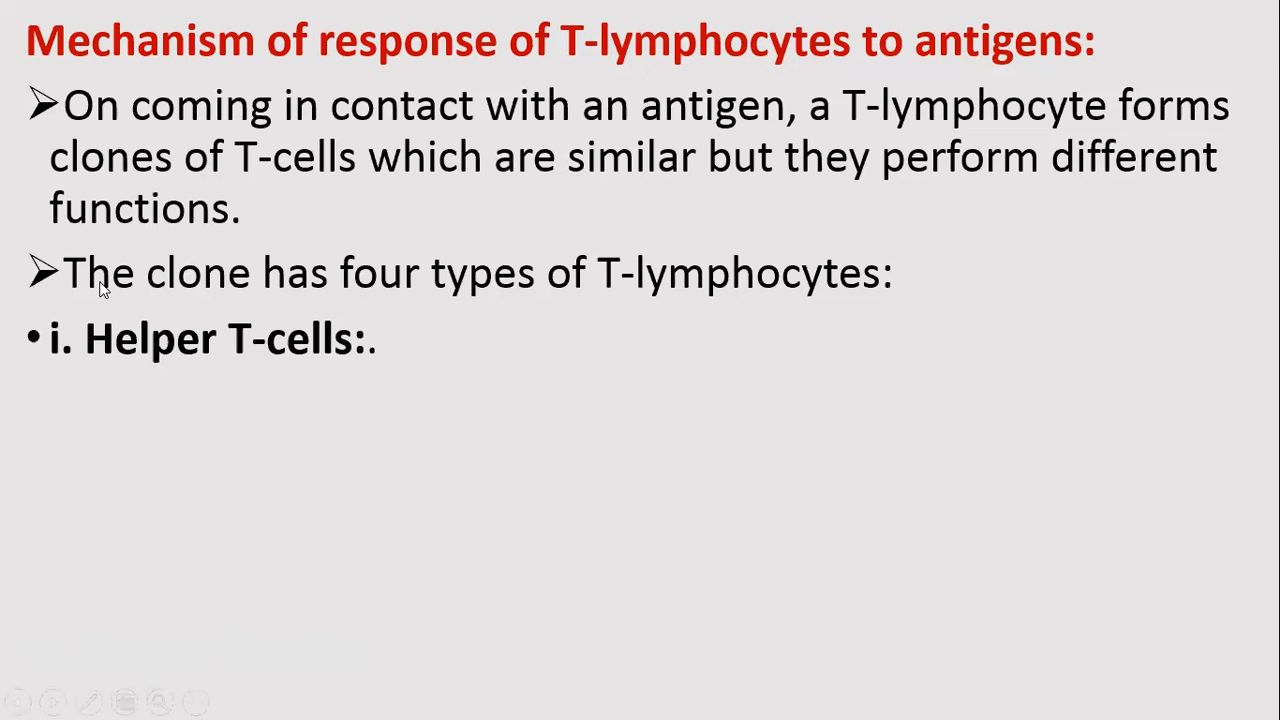 Mechanism of response of T-lymphocytes to antigens:
➢On coming in contact with an antigen, a T-lymphocyte forms
clones of T-cells which are similar but they perform different
functions.
➢The clone has four types of T-lymphocytes:
• i. Helper T-cells:.